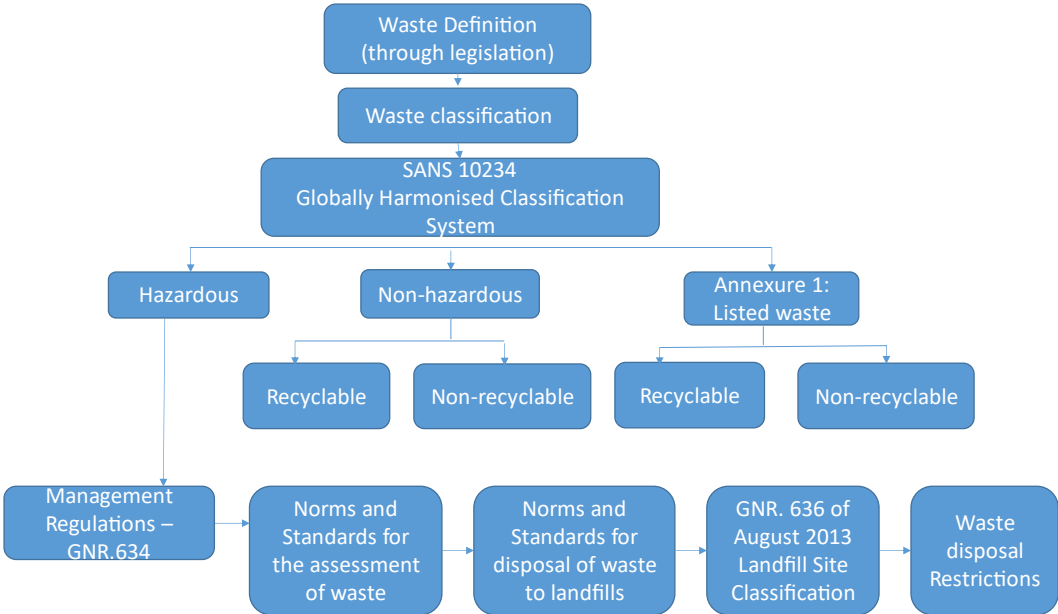 Waste Definition
(through legislation)
Waste classification
SANS 10234
Globally Harmonised Classification
System
Hazardous
Non-hazardous
Annexure 1:
Listed waste
Recyclable
Non-recyclable
Recyclable
Non-recyclable
Management
Regulations –
GNR.634
Norms and
Standards for
the assessment
of waste
Norms and
Standards for
disposal of waste
to landfills
GNR. 636 of
August 2013
Landfill Site
Classification
Waste
disposal
Restrictions